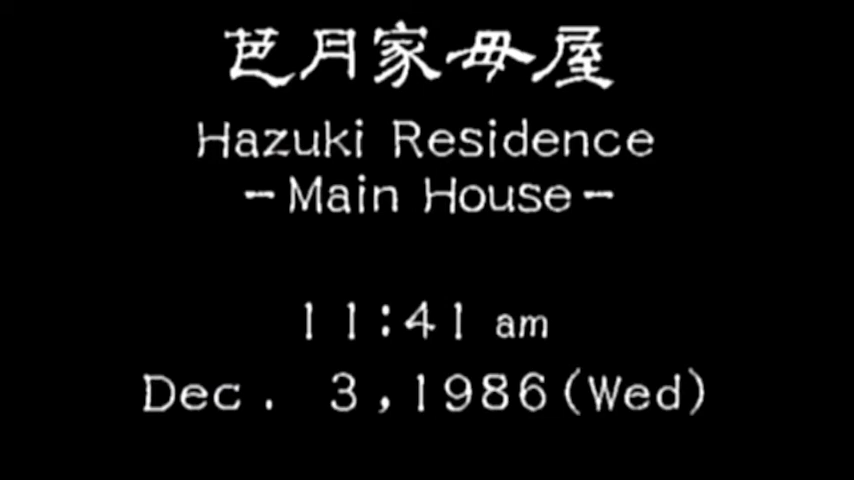 芭月家母屋
Hazuki Residence
-Main House-
11:41 am
Dec. 3,1986(Wed)